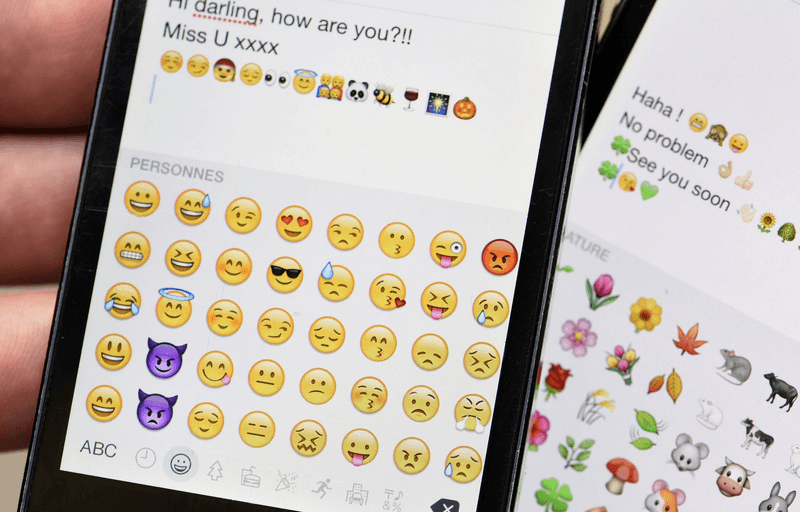 Hi darling, how are you?!!
Miss U xxxx
PERSONNES
ABC
Haha !
No problem
See you soon
ATURE